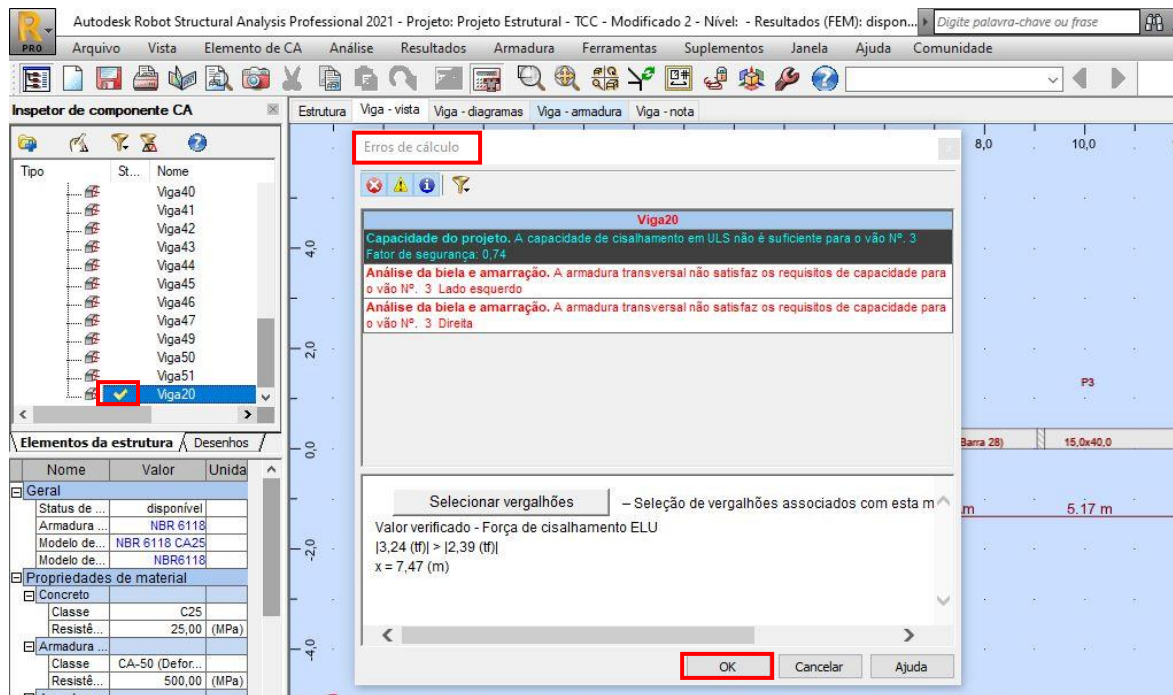 Autodesk Robot Structural Analysis Professional 2021 - Projeto: Projeto Estrutural - TCC - Modificado 2 - Nível: - Resultados (FEM): dispon...
Digite palavra-chave ou frase
PRO
Arquivo Vista Elemento de CA Análise Resultados Armadura Ferramentas Suplementos Janela Ajuda Comunidade
Inspetor de componente CA
Estrutura Viga - vista Viga - diagramas Viga - armadura Viga - nota
Tipo St... Nome
Viga40
Viga41
Viga42
Viga43
Viga44
Viga45
Viga46
Viga47
Viga49
Viga50
Viga51
Viga20
Elementos da estrutura Desenhos
Nome Valor Unida
Geral
Status de ... disponível
Armadura ... NBR 6118
Modelo de... NBR 6118 CA25
Modelo de... NBR6118
Propriedades de material
Concreto
Classe C25
Resistê... 25,00 (MPa)
Armadura ...
Classe CA-50 (Defor...
Resistê... 500,00 (MPa)
8,0 10,0
4,0
2,0
0,0
-2,0
-4,0
Erros de cálculo
Viga20
Capacidade do projeto. A capacidade de cisalhamento em ULS não é suficiente para o vão Nº. 3
Fator de segurança: 0,74
Análise da biela e amarração. A armadura transversal não satisfaz os requisitos de capacidade para
o vão Nº. 3 Lado esquerdo
Análise da biela e amarração. A armadura transversal não satisfaz os requisitos de capacidade para
o vão Nº. 3 Direita
Selecionar vergalhões – Seleção de vergalhões associados com esta m
Valor verificado - Força de cisalhamento ELU
|3,24 (tf)| > |2,39 (tf)|
x = 7,47 (m)
OK Cancelar Ajuda
P3
Barra 28) 15,0x40,0
m 5.17 m